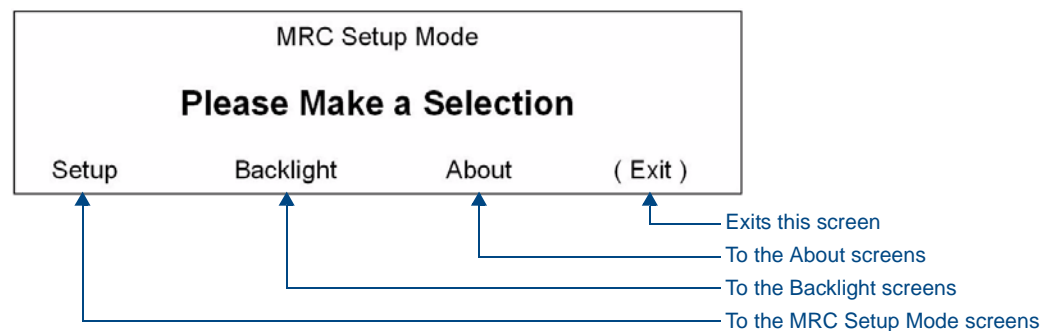 MRC Setup Mode
Please Make a Selection
Setup Backlight About ( Exit )
Exits this screen
To the About screens
To the Backlight screens
To the MRC Setup Mode screens